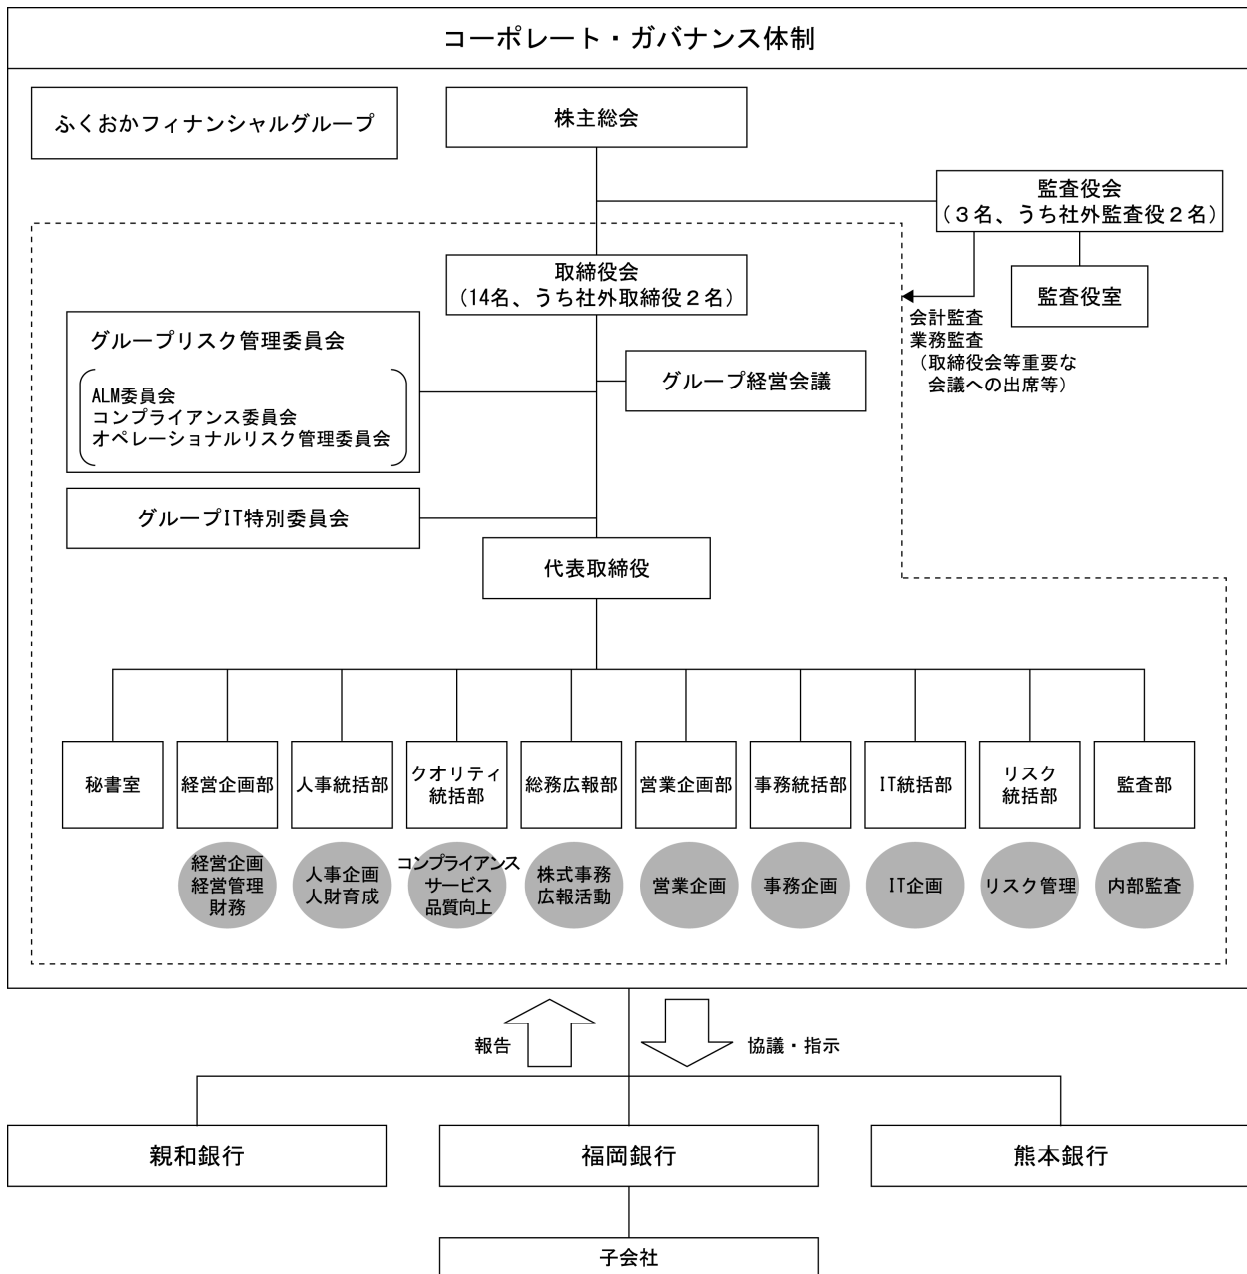 コーポレート・ガバナンス体制
ふくおかフィナンシャルグループ
株主総会
監査役会
（３名、うち社外監査役２名）
取締役会
（14名、うち社外取締役２名）
監査役室
会計監査
業務監査
（取締役会等重要な
会議への出席等）
グループリスク管理委員会
ALM委員会
コンプライアンス委員会
オペレーショナルリスク管理委員会
グループ経営会議
グループIT特別委員会
代表取締役
秘書室
経営企画部
人事統括部
クオリティ
統括部
総務広報部
営業企画部
事務統括部
IT統括部
リスク
統括部
監査部
経営企画
経営管理
財務
人事企画
人財育成
コンプライアンス
サービス
品質向上
株式事務
広報活動
営業企画
事務企画
IT企画
リスク管理
内部監査
報告
協議・指示
親和銀行
福岡銀行
熊本銀行
子会社